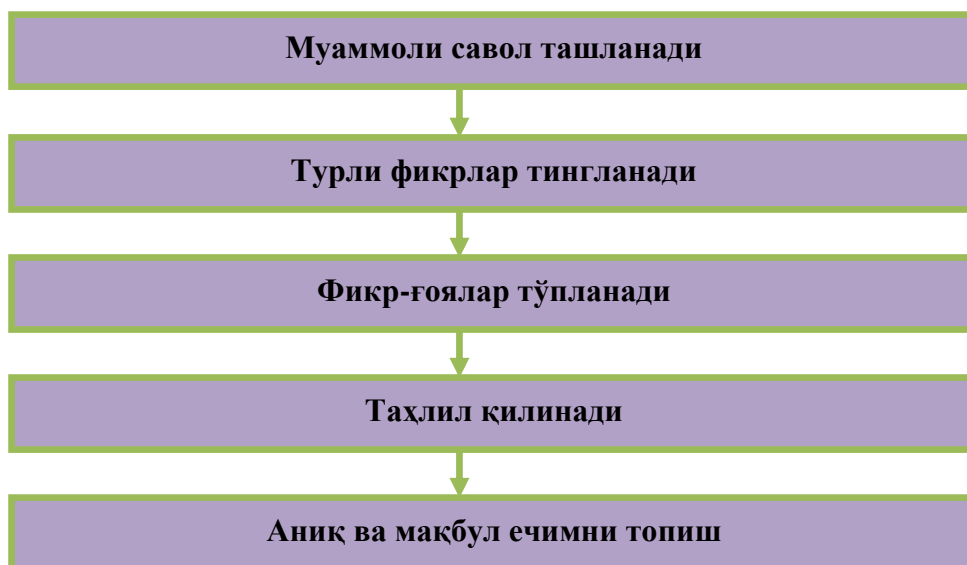 Муаммоли савол ташланади
Турли фикрлар тингланади
Фикр-ғоялар тўпланади
Таҳлил қилинади
Аниқ ва мақбул ечимни топиш